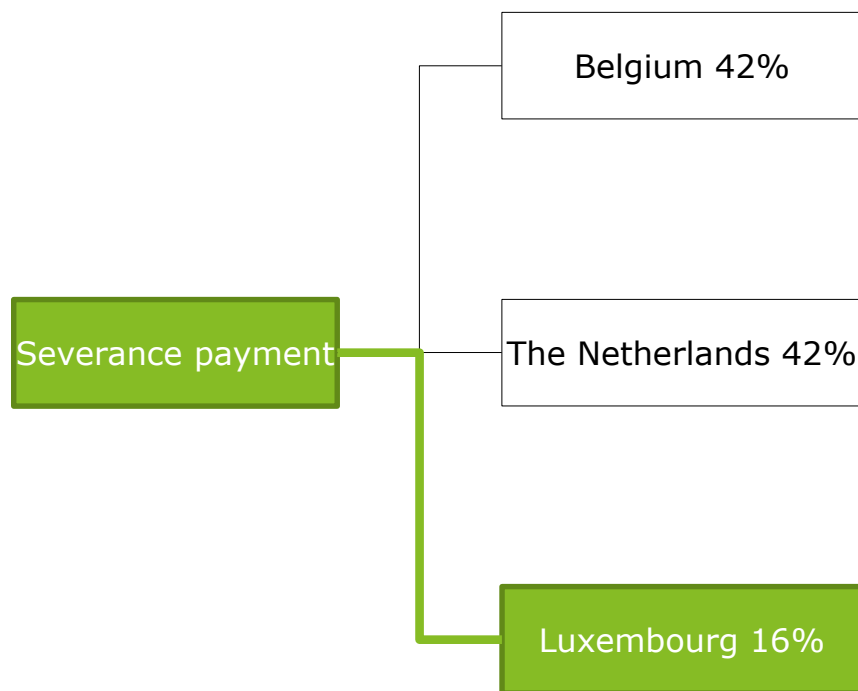 Belgium 42%
Severance payment
The Netherlands 42%
Luxembourg 16%